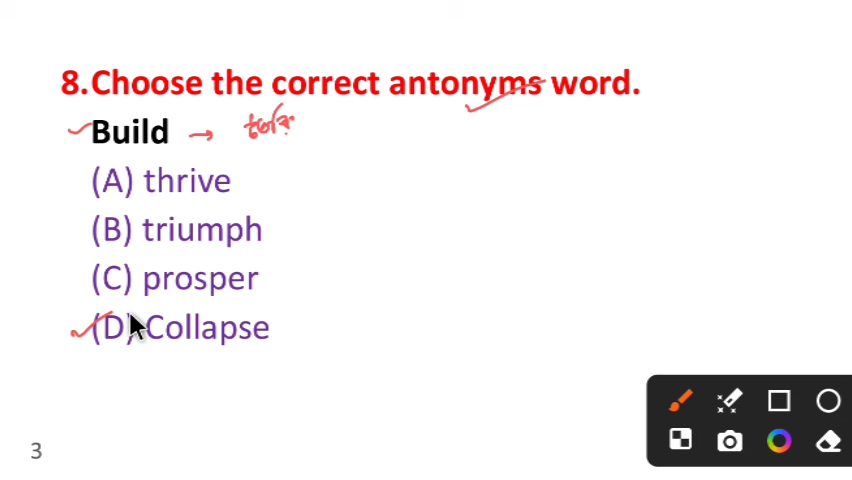 8.Choose the correct antonyms word.
Build →
(A) thrive
(B) triumph
(C) prosper
(D) Collapse
3